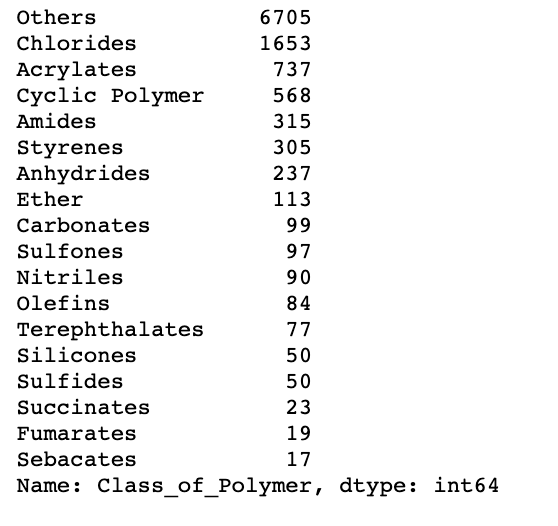 Others 6705
Chlorides 1653
Acrylates 737
Cyclic Polymer 568
Amides 315
Styrenes 305
Anhydrides 237
Ether 113
Carbonates 99
Sulfones 97
Nitriles 90
Olefins 84
Terephthalates 77
Silicones 50
Sulfides 50
Succinates 23
Fumarates 19
Sebacates 17
Name: Class_of_Polymer, dtype: int64